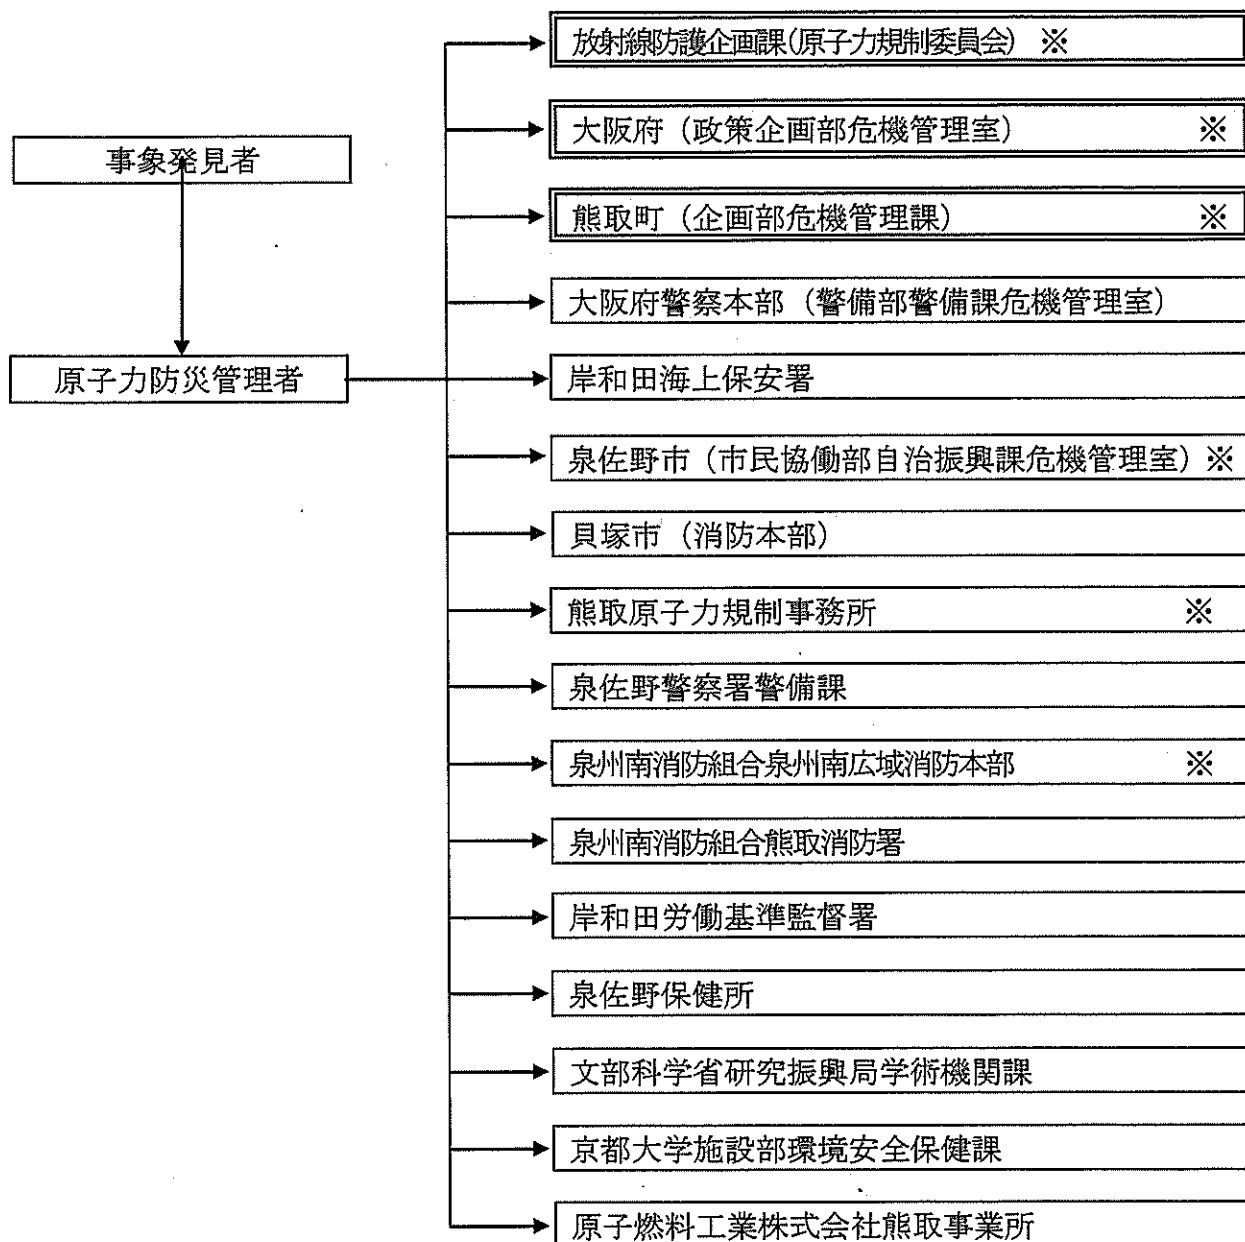 放射線防護企画課(原子力規制委員会) ※
大阪府（政策企画部危機管理室） ※
事象発見者
熊取町（企画部危機管理課） ※
大阪府警察本部（警備部警備課危機管理室）
原子力防災管理者
岸和田海上保安署
泉佐野市（市民協働部自治振興課危機管理室）※
貝塚市（消防本部）
熊取原子力規制事務所 ※
泉佐野警察署警備課
泉州南消防組合泉州南広域消防本部 ※
泉州南消防組合熊取消防署
岸和田労働基準監督署
泉佐野保健所
文部科学省研究振興局学術機関課
京都大学施設部環境安全保健課
原子燃料工業株式会社熊取事業所